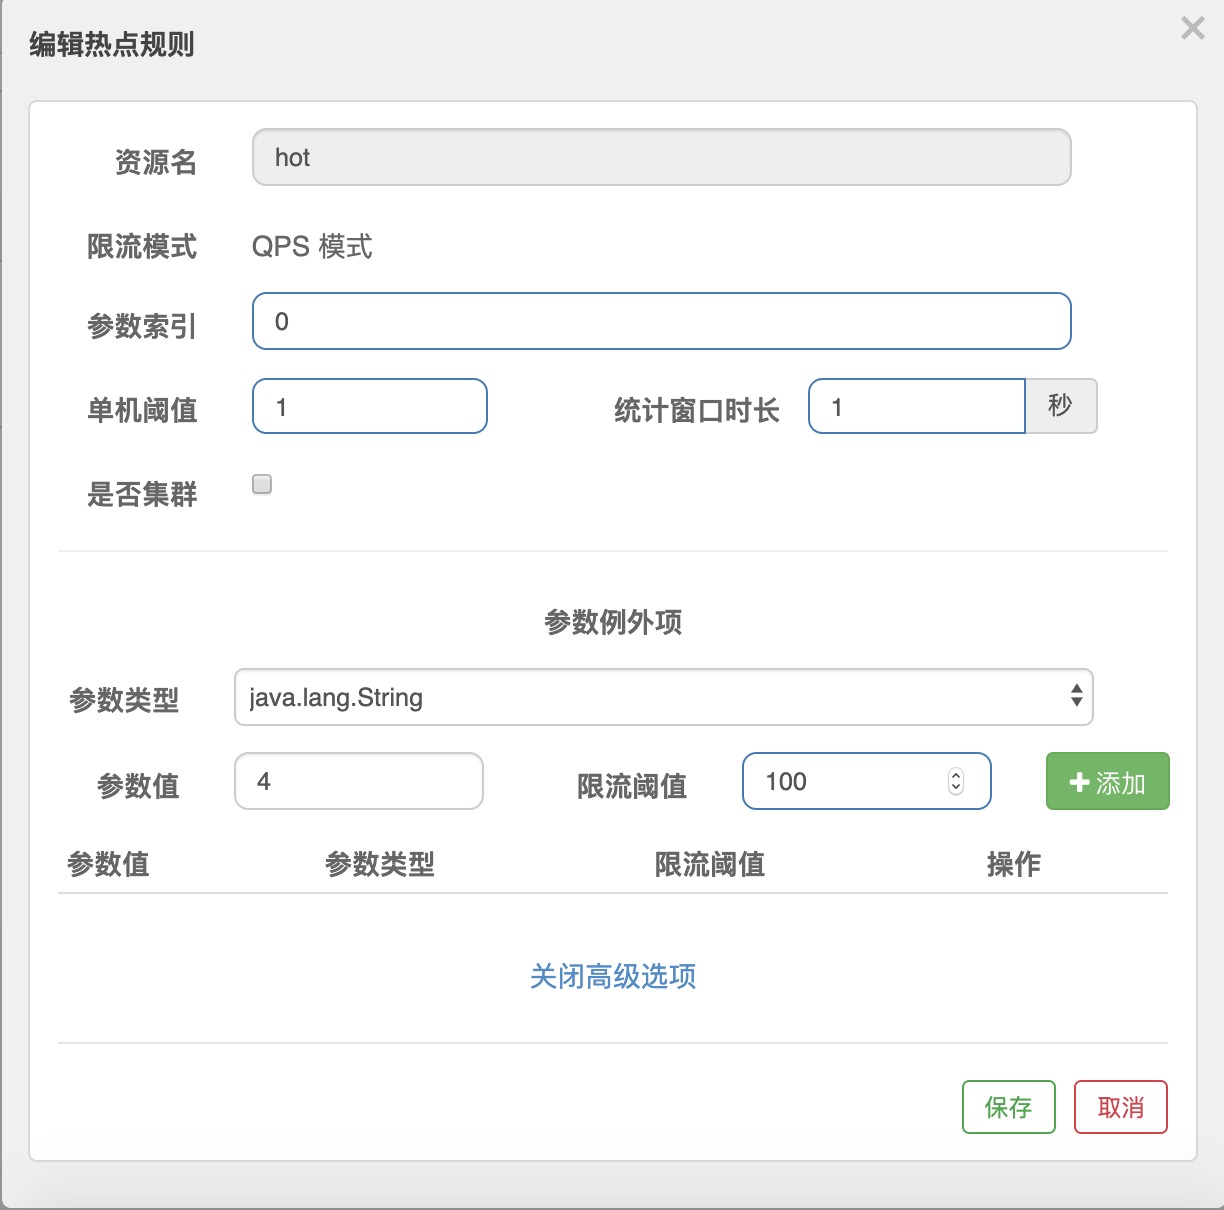 编辑热点规则
资源名 hot
限流模式 QPS 模式
参数索引 0
单机阈值 1 统计窗口时长 1 秒
是否集群
参数例外项
参数类型 java.lang.String
参数值 4 限流阈值 100 添加
参数值 参数类型 限流阈值 操作
关闭高级选项
保存 取消